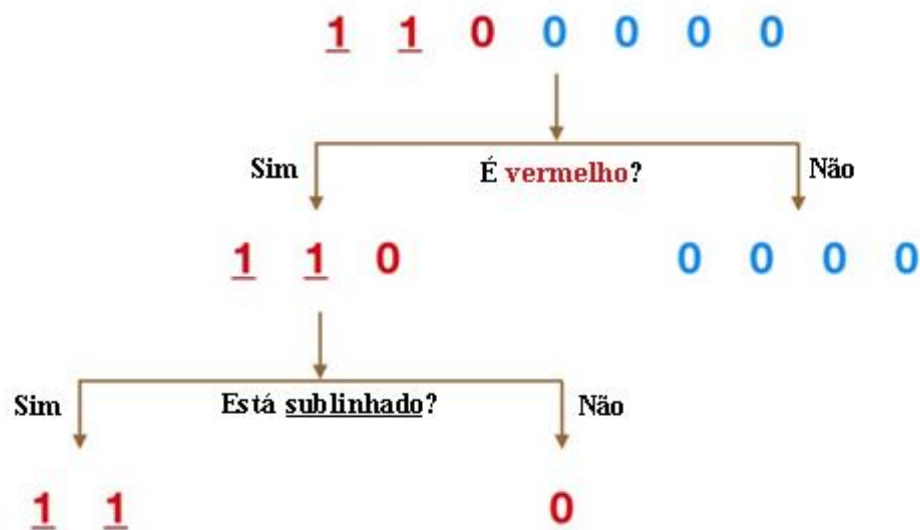 1 1 0 0 0 0 0
Sim É vermelho? Não
1 1 0 0 0 0 0
Sim Está sublinhado? Não
1 1 0